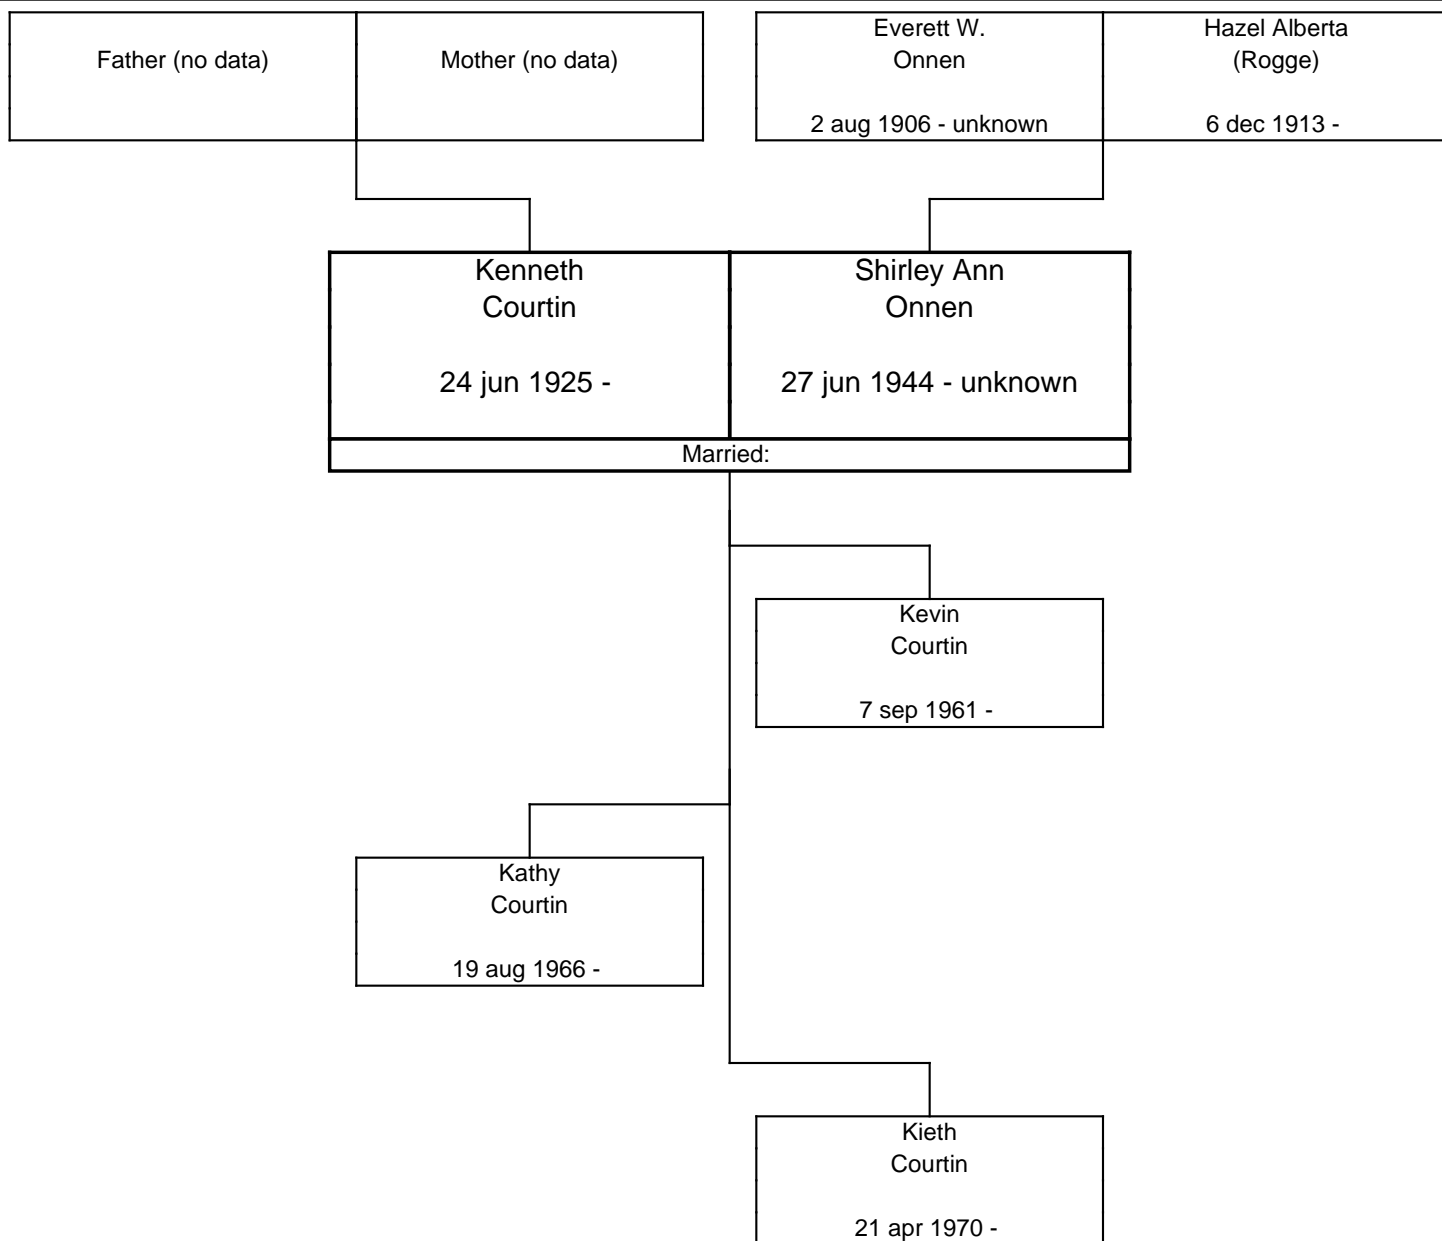 Father (no data)
Mother (no data)
Everett W.
Onnen
2 aug 1906 - unknown
Hazel Alberta
(Rogge)
6 dec 1913 -
Kenneth
Courtin
24 jun 1925 -
Shirley Ann
Onnen
27 jun 1944 - unknown
Married:
Kevin
Courtin
7 sep 1961 -
Kathy
Courtin
19 aug 1966 -
Kieth
Courtin
21 apr 1970 -